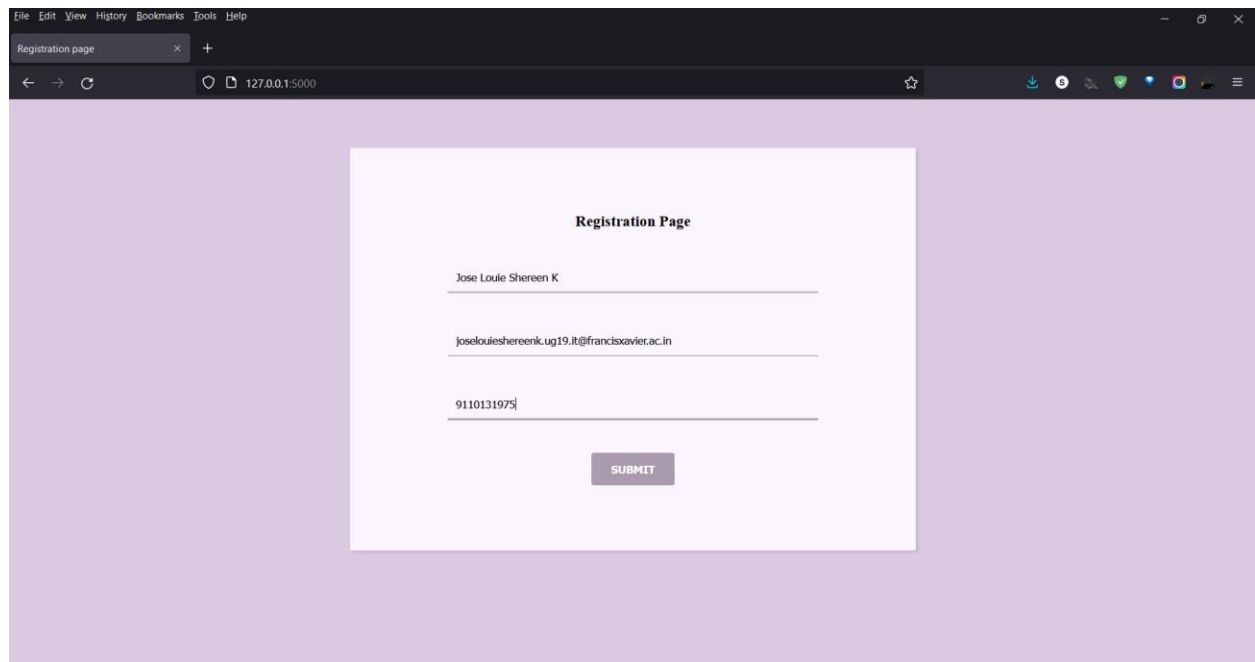 File Edit View History Bookmarks Tools Help
Registration page
127.0.0.1:5000
S
Registration Page
Jose Louie Shereen K
joselouieshereenk.ug19.it@francisxavier.ac.in
9110131975
SUBMIT